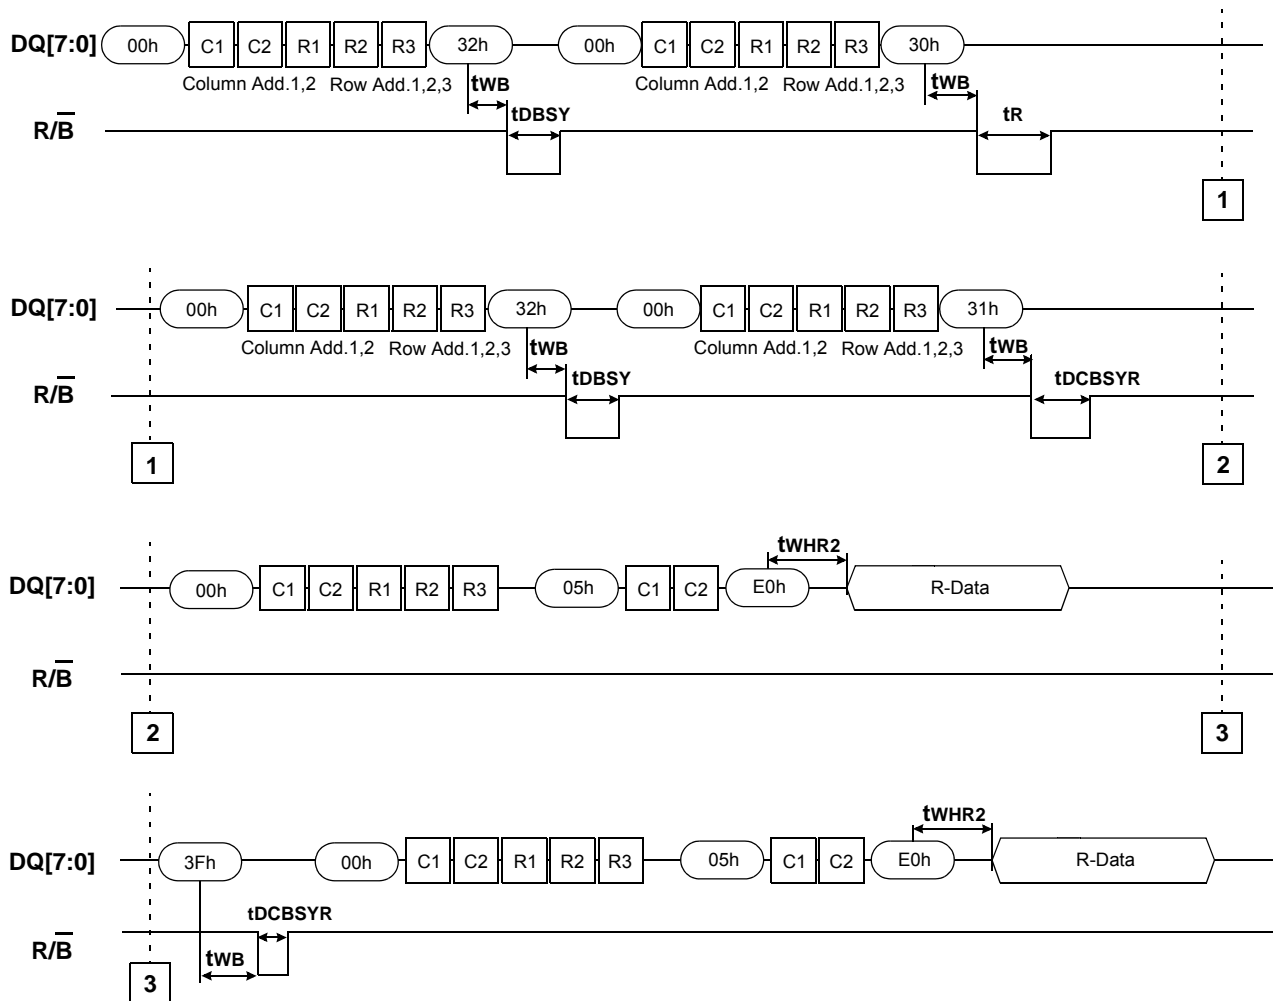 DQ[7:0] 00h C1 C2 R1 R2 R3 32h 00h C1 C2 R1 R2 R3 30h
Column Add.1,2 Row Add.1,2,3 tWB Column Add.1,2 Row Add.1,2,3 tWB
R/B tDBSY tR
1
DQ[7:0] 00h C1 C2 R1 R2 R3 32h 00h C1 C2 R1 R2 R3 31h
Column Add.1,2 Row Add.1,2,3 tWB Column Add.1,2 Row Add.1,2,3 tWB
R/B tDBSY tDCBSYR
1 2
tWHR2
DQ[7:0] 00h C1 C2 R1 R2 R3 05h C1 C2 E0h R-Data
R/B
2 3
tWHR2
DQ[7:0] 3Fh 00h C1 C2 R1 R2 R3 05h C1 C2 E0h R-Data
tDCBSYR
R/B tWB
3